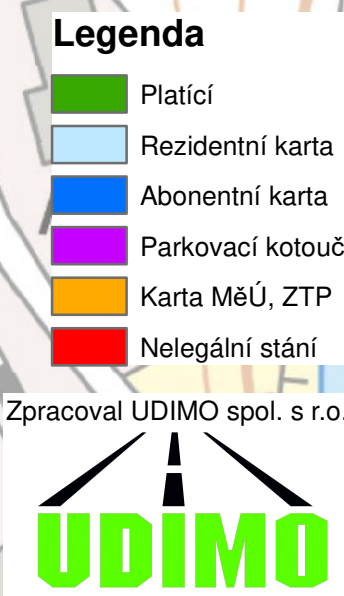 Legenda
Platící
Rezidentní karta
Abonentní karta
Parkovací kotouč
Karta MěÚ, ZTP
Nelegální stání
Zpracoval UDIMO spol. s r.o.
UDIMO